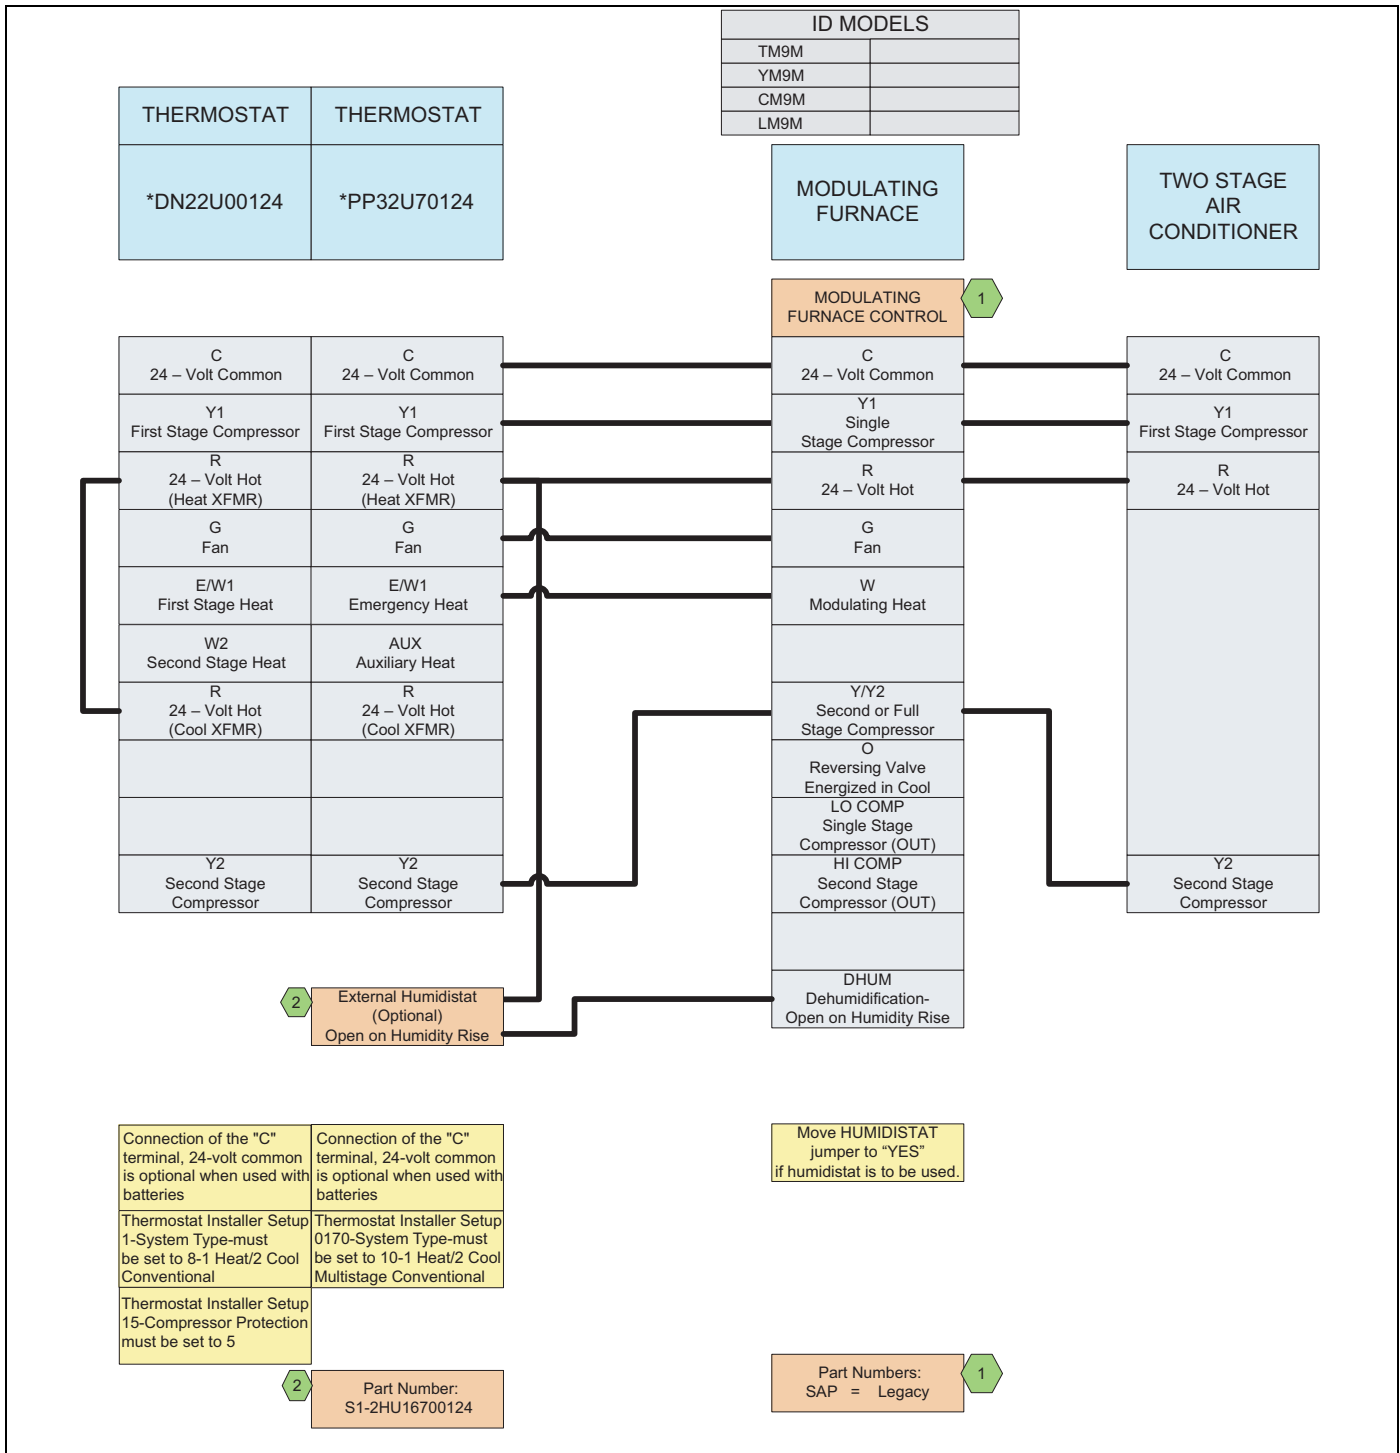 ID MODELS
TM9M
YM9M
CM9M
LM9M
THERMOSTAT
THERMOSTAT
*DN22U00124
*PP32U70124
MODULATING
FURNACE
TWO STAGE
AIR
CONDITIONER
MODULATING
FURNACE CONTROL
1
C
24 – Volt Common
C
24 – Volt Common
C
24 – Volt Common
C
24 – Volt Common
Y1
First Stage Compressor
Y1
First Stage Compressor
Y1
Single
Stage Compressor
Y1
First Stage Compressor
R
24 – Volt Hot
(Heat XFMR)
R
24 – Volt Hot
(Heat XFMR)
R
24 – Volt Hot
R
24 – Volt Hot
G
Fan
G
Fan
G
Fan
E/W1
First Stage Heat
E/W1
Emergency Heat
W
Modulating Heat
W2
Second Stage Heat
AUX
Auxiliary Heat
R
24 – Volt Hot
(Cool XFMR)
R
24 – Volt Hot
(Cool XFMR)
Y/Y2
Second or Full
Stage Compressor
O
Reversing Valve
Energized in Cool
LO COMP
Single Stage
Compressor (OUT)
Y2
Second Stage
Compressor
Y2
Second Stage
Compressor
HI COMP
Second Stage
Compressor (OUT)
Y2
Second Stage
Compressor
2
External Humidistat
(Optional)
Open on Humidity Rise
DHUM
Dehumidification-
Open on Humidity Rise
Connection of the "C"
terminal, 24-volt common
is optional when used with
batteries
Connection of the "C"
terminal, 24-volt common
is optional when used with
batteries
Move HUMIDISTAT
jumper to “YES”
if humidistat is to be used.
Thermostat Installer Setup
1-System Type-must
be set to 8-1 Heat/2 Cool
Conventional
Thermostat Installer Setup
0170-System Type-must
be set to 10-1 Heat/2 Cool
Multistage Conventional
Thermostat Installer Setup
15-Compressor Protection
must be set to 5
2
Part Number:
S1-2HU16700124
Part Numbers:
SAP = Legacy
1